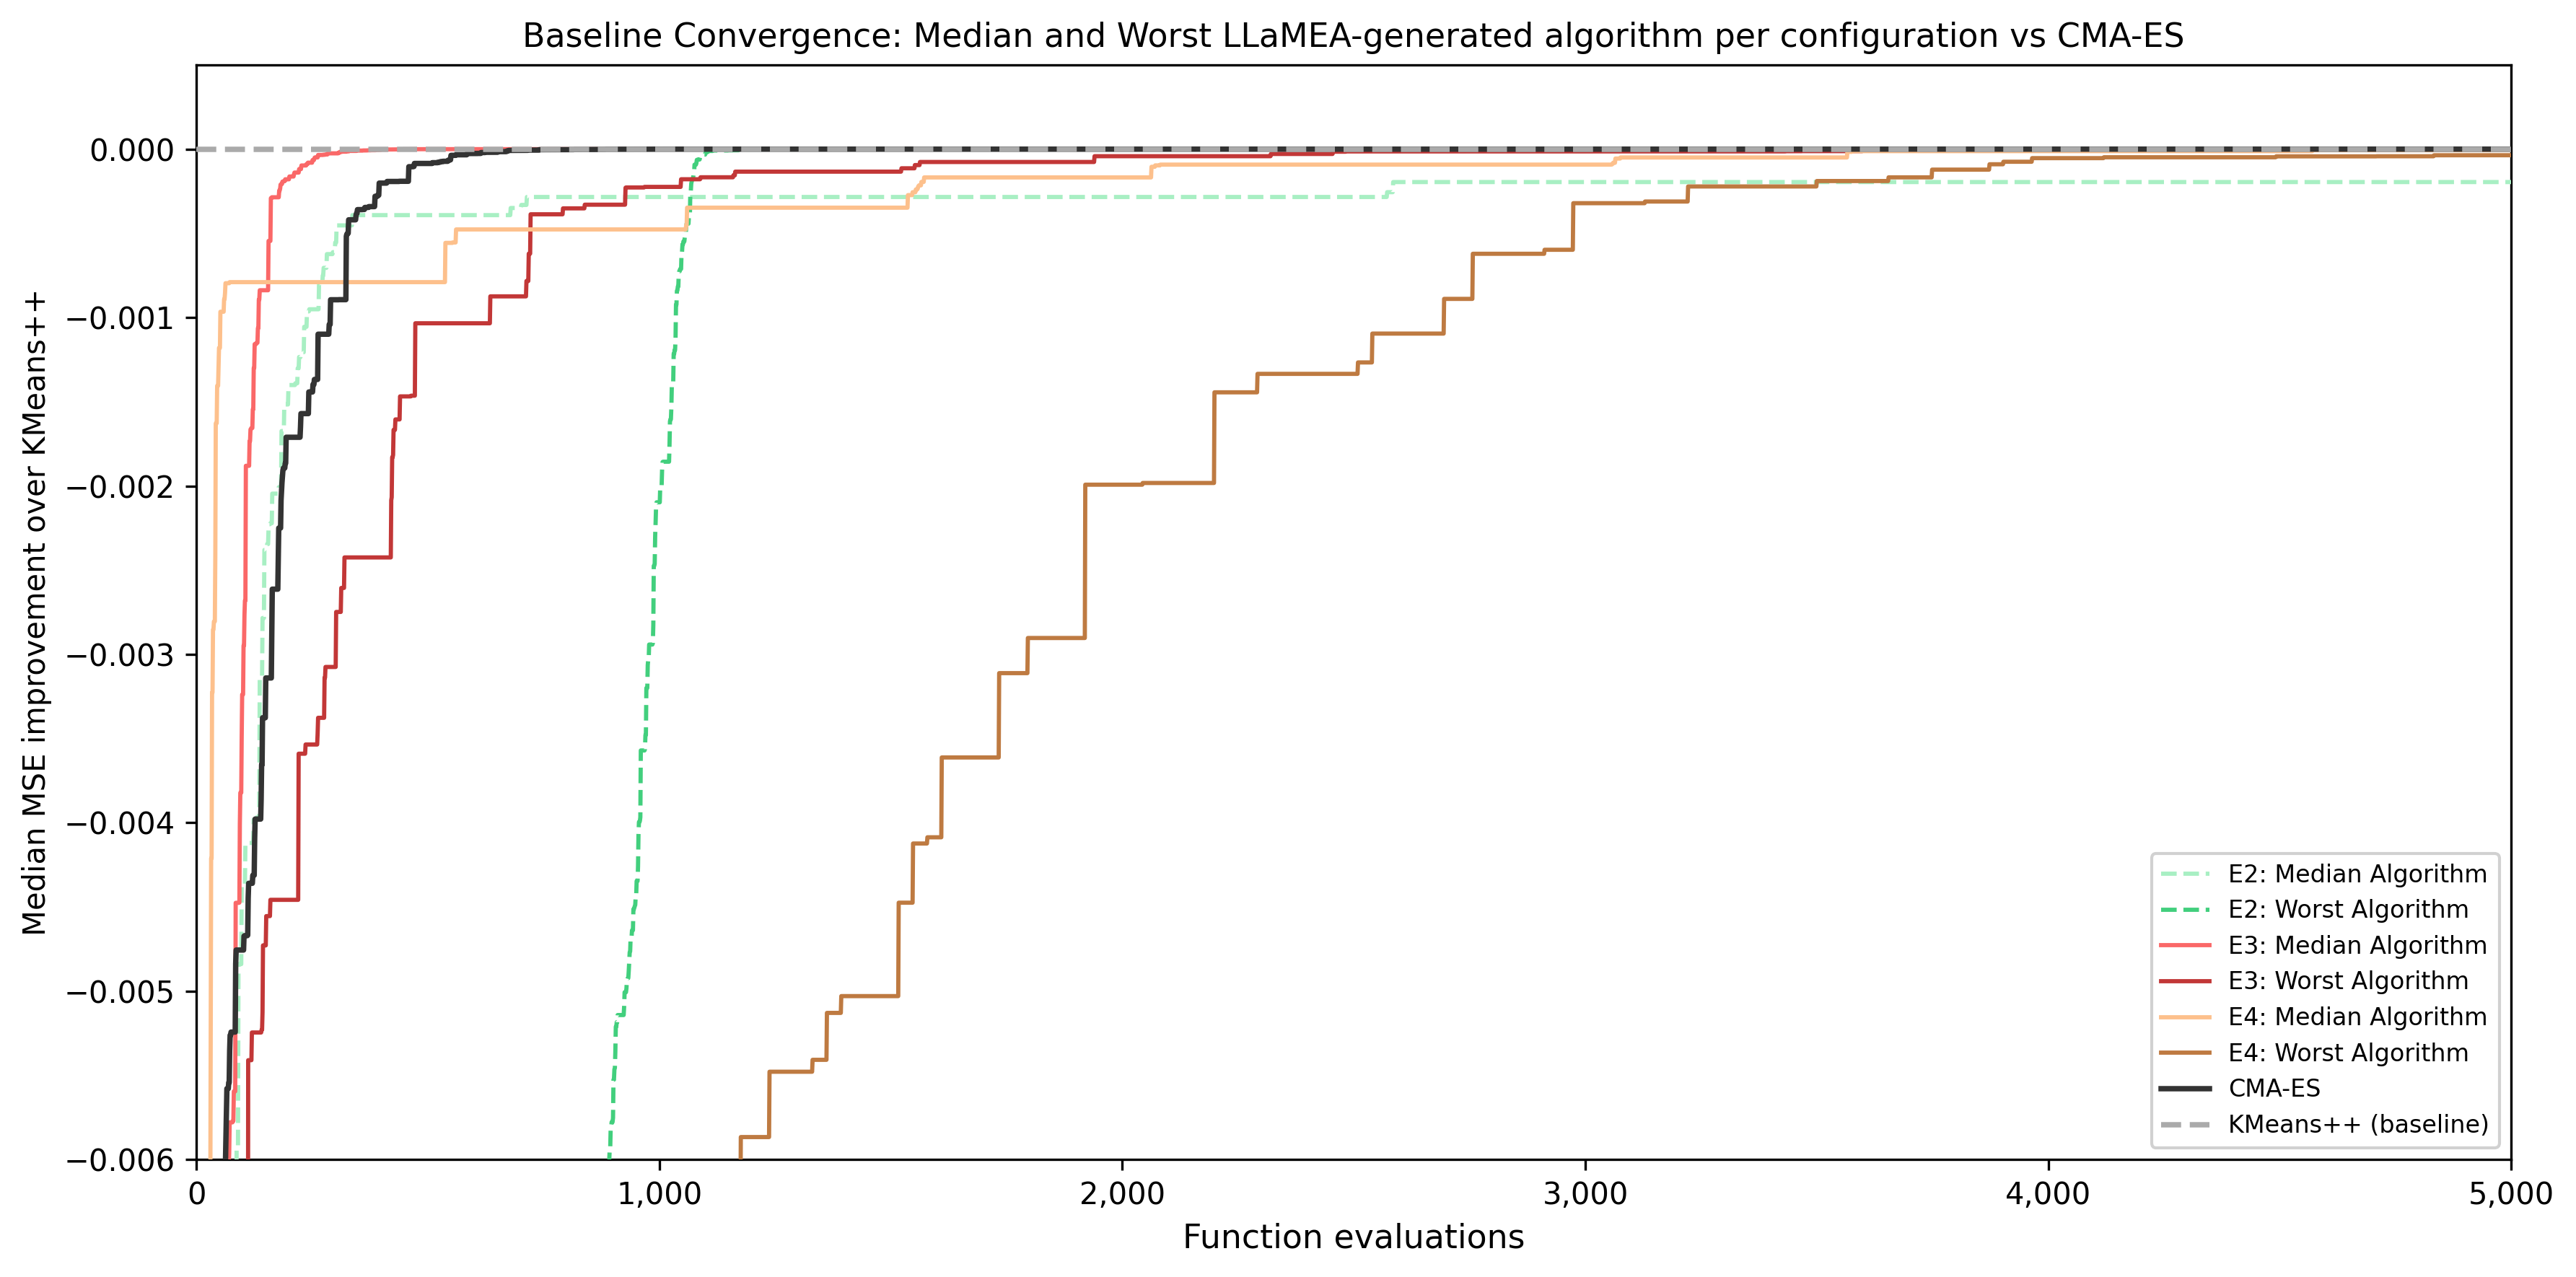 Baseline Convergence: Median and Worst LLaMEA-generated algorithm per configuration vs CMA-ES
Median MSE improvement over KMeans++
0.000
−0.001
−0.002
−0.003
−0.004
−0.005
−0.006
0
1,000
2,000
3,000
4,000
5,000
Function evaluations
E2: Median Algorithm
E2: Worst Algorithm
E3: Median Algorithm
E3: Worst Algorithm
E4: Median Algorithm
E4: Worst Algorithm
CMA-ES
KMeans++ (baseline)